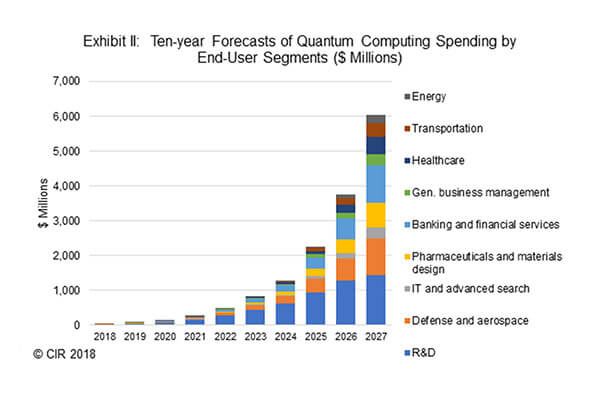 Exhibit II: Ten-year Forecasts of Quantum Computing Spending by
End-User Segments ($ Millions)
7,000
6,000
5,000
4,000
3,000
2,000
1,000
0
$ Millions
2018 2019 2020 2021 2022 2023 2024 2025 2026 2027
Energy
Transportation
Healthcare
Gen. business management
Banking and financial services
Pharmaceuticals and materials
design
IT and advanced search
Defense and aerospace
R&D
© CIR 2018